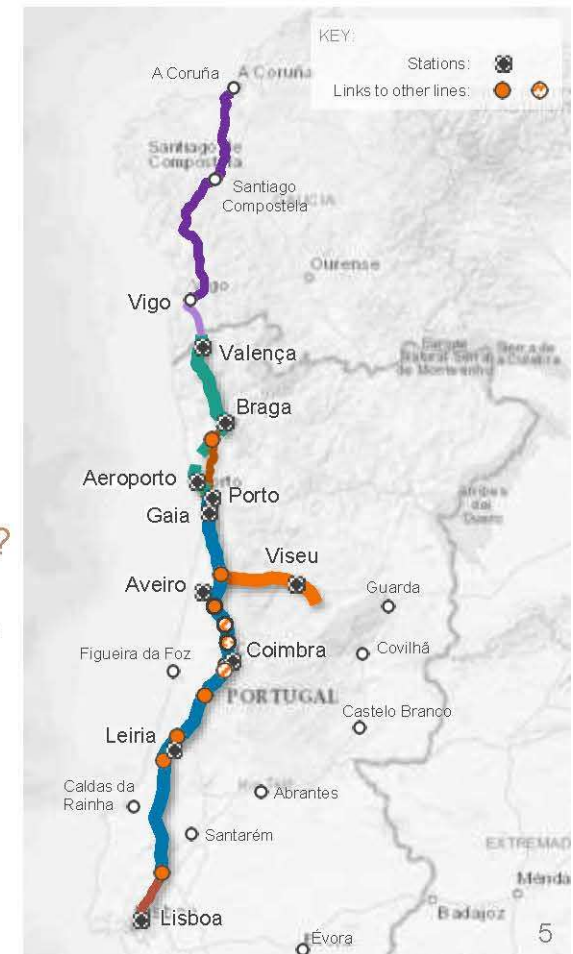 KEY:
Stations:
Links to other lines:
A Coruña
A Coruña
Santiago de
Compostela
Santiago
Compostela
Ourense
Vigo
Valença
Braga
Aeroporto
Porto
Gaia
?
Viseu
Aveiro
Guarda
Figueira da Foz
Coimbra
Covilhã
PORTUGAL
Castelo Branco
Leiria
Caldas da
Rainha
Abrantes
Santarém
EXTREMAD
Mérida
Lisboa
Badajoz
Évora
5